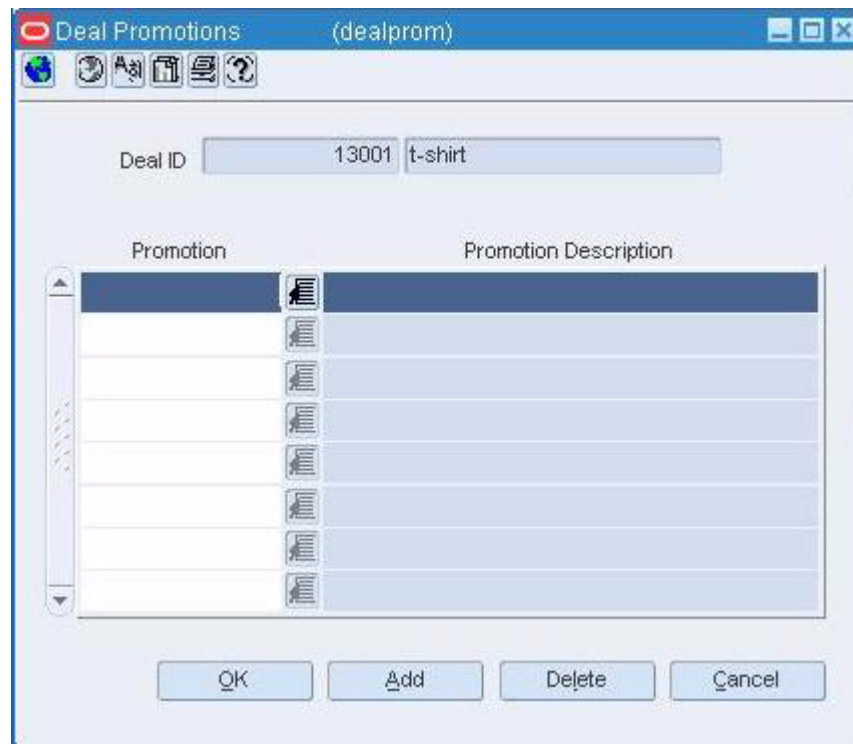 Deal Promotions (dealprom)
Deal ID 13001 t-shirt
Promotion Promotion Description
OK Add Delete Cancel